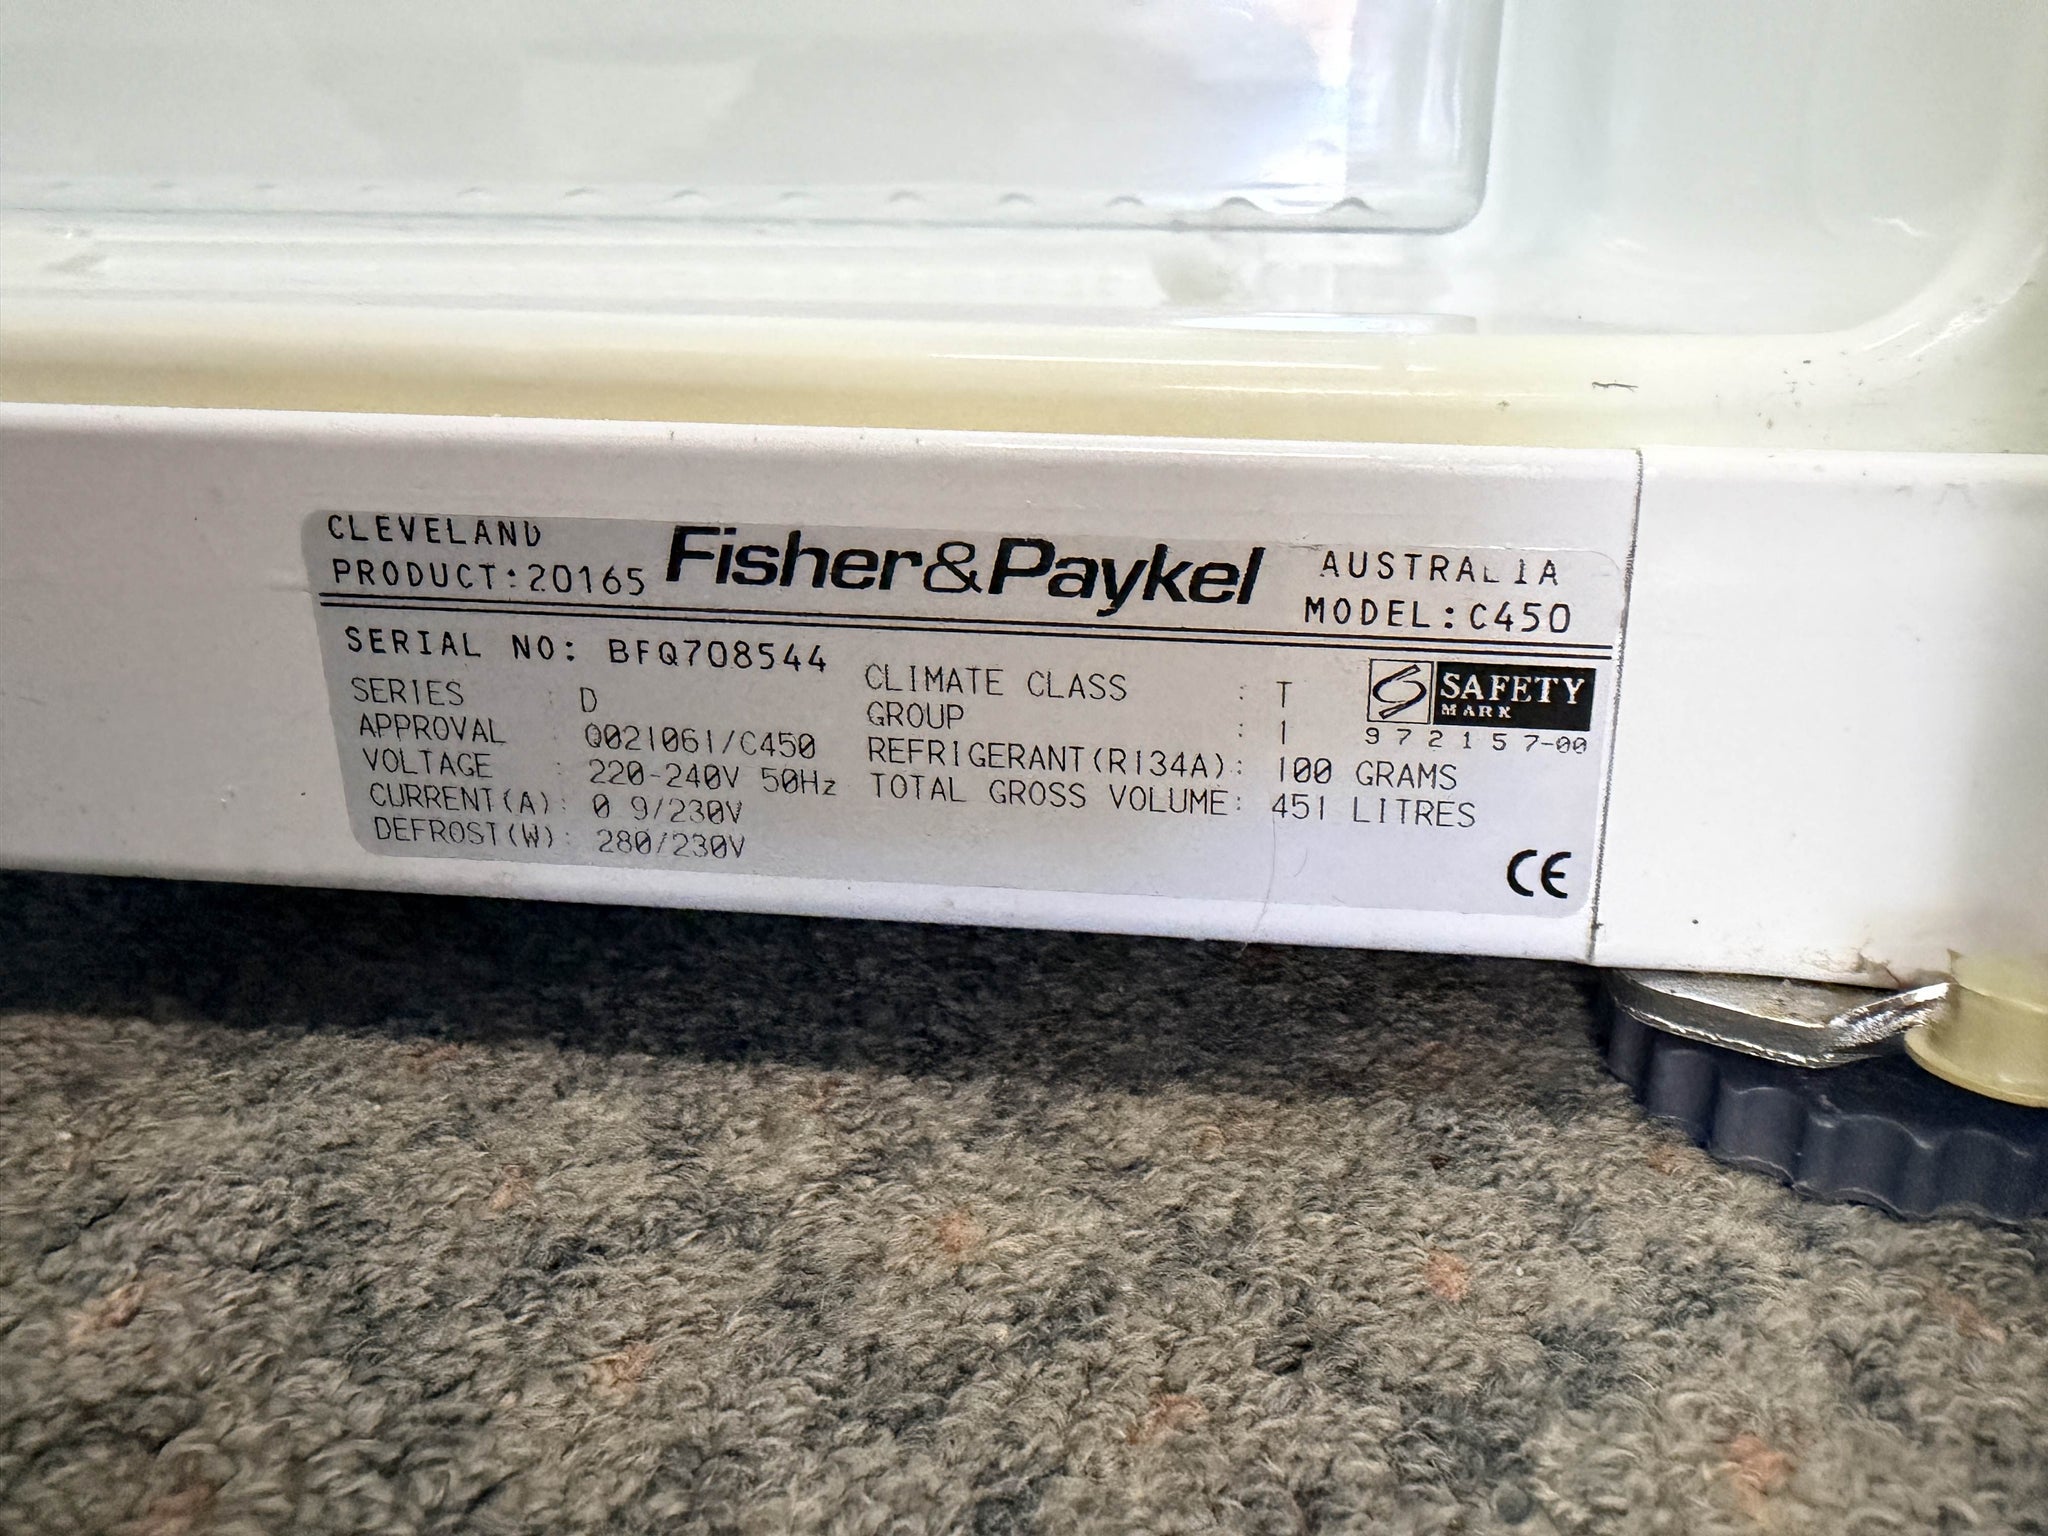 CLEVELAND
PRODUCT:20165
Fisher&Paykel
AUSTRALIA
MODEL:C450
SERIAL NO: BFQ708544
SERIES : D
APPROVAL : Q021061/C450
VOLTAGE : 220-240V 50Hz
CURRENT(A): 0 9/230V
DEFROST(W): 280/230V
CLIMATE CLASS : T
GROUP : 1
REFRIGERANT(R134A): 100 GRAMS
TOTAL GROSS VOLUME: 451 LITRES
S SAFETY
MARK
972157-00
CE